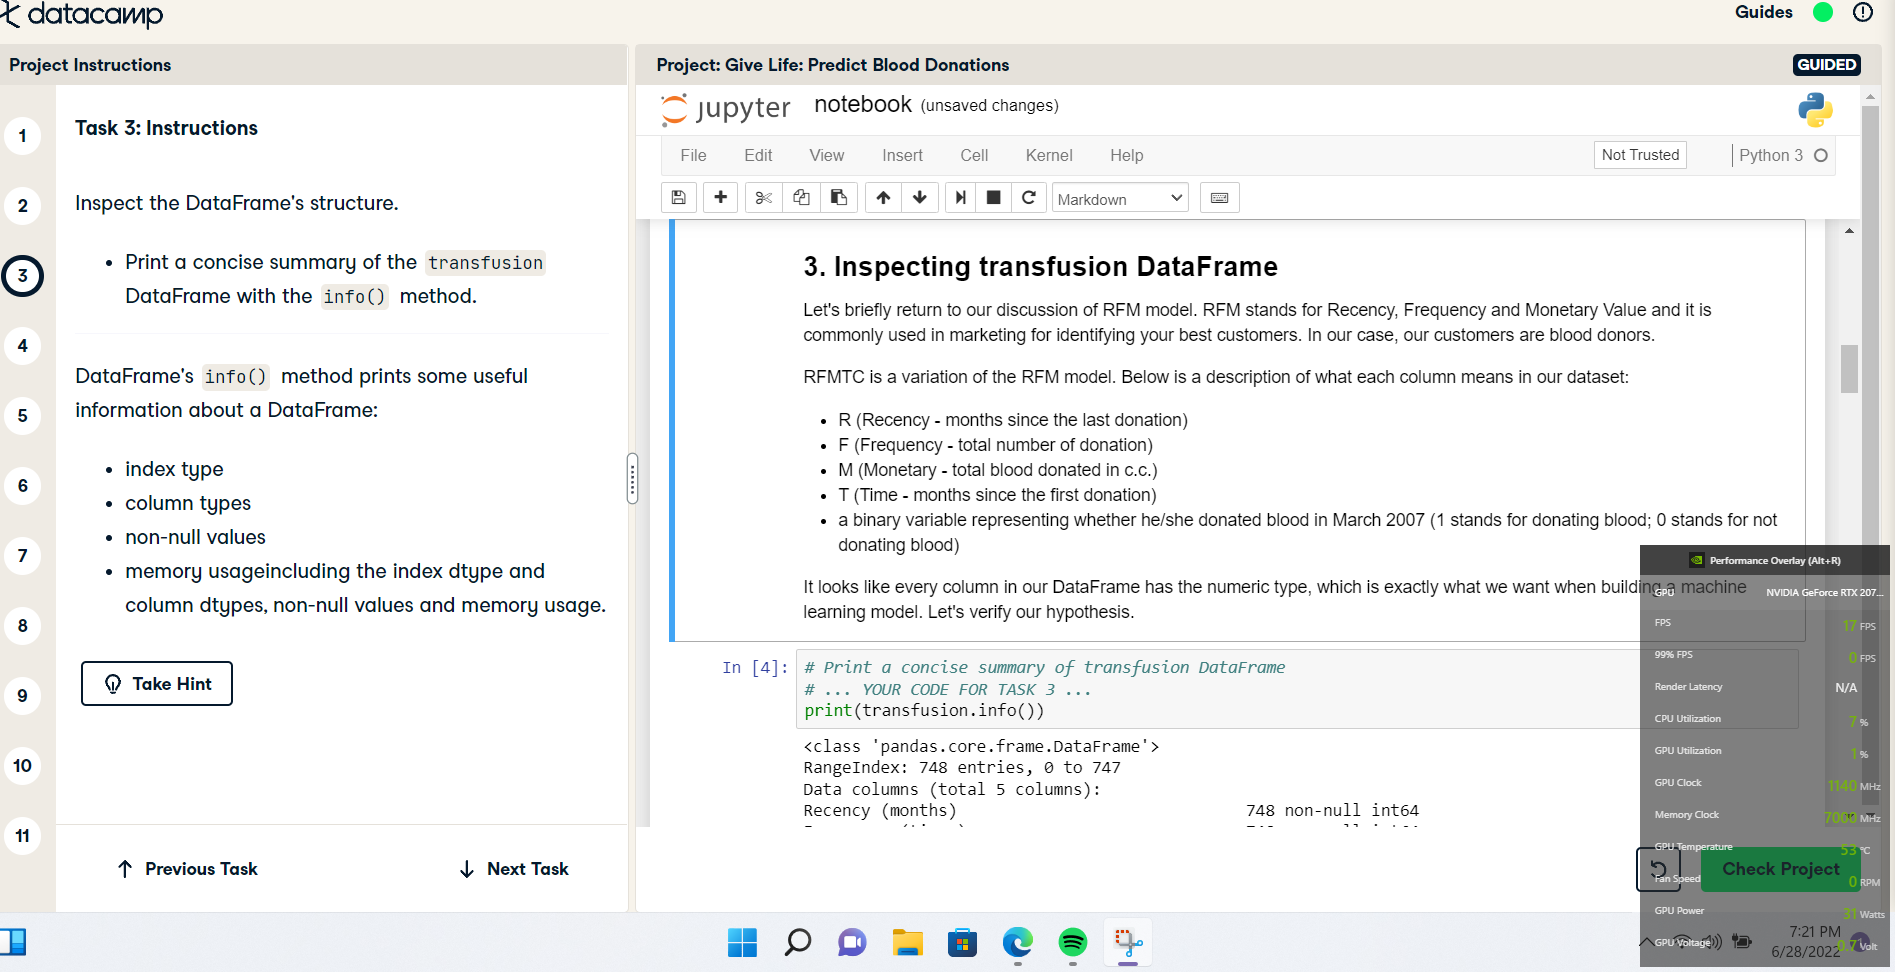 datacamp
Guides
Project Instructions
Project: Give Life: Predict Blood Donations
GUIDED
1
2
3
4
5
6
7
8
9
10
11
Task 3: Instructions
Inspect the DataFrame's structure.
• Print a concise summary of the transfusion
DataFrame with the info() method.
DataFrame's info() method prints some useful
information about a DataFrame:
• index type
• column types
• non-null values
• memory usageincluding the index dtype and
column dtypes, non-null values and memory usage.
Take Hint
↑ Previous Task
↓ Next Task
jupyter notebook (unsaved changes)
File Edit View Insert Cell Kernel Help
Not Trusted
Python 3
Markdown
3. Inspecting transfusion DataFrame
Let's briefly return to our discussion of RFM model. RFM stands for Recency, Frequency and Monetary Value and it is
commonly used in marketing for identifying your best customers. In our case, our customers are blood donors.
RFMTC is a variation of the RFM model. Below is a description of what each column means in our dataset:
• R (Recency - months since the last donation)
• F (Frequency - total number of donation)
• M (Monetary - total blood donated in c.c.)
• T (Time - months since the first donation)
• a binary variable representing whether he/she donated blood in March 2007 (1 stands for donating blood; 0 stands for not
donating blood)
It looks like every column in our DataFrame has the numeric type, which is exactly what we want when building a machine
learning model. Let's verify our hypothesis.
In [4]:
# Print a concise summary of transfusion DataFrame
# ... YOUR CODE FOR TASK 3 ...
print(transfusion.info())
<class 'pandas.core.frame.DataFrame'>
RangeIndex: 748 entries, 0 to 747
Data columns (total 5 columns):
Recency (months) 748 non-null int64
Check Project
Performance Overlay (Alt+R)
GPU NVIDIA GeForce RTX 207...
FPS 17 FPS
99% FPS 0 FPS
Render Latency N/A
CPU Utilization 7 %
GPU Utilization 1 %
GPU Clock 1140 MHz
Memory Clock 7000 MHz
GPU Temperature 53 °C
Fan Speed 0 RPM
GPU Power 31 Watts
GPU Voltage 0.7 Volt
7:21 PM
6/28/2022